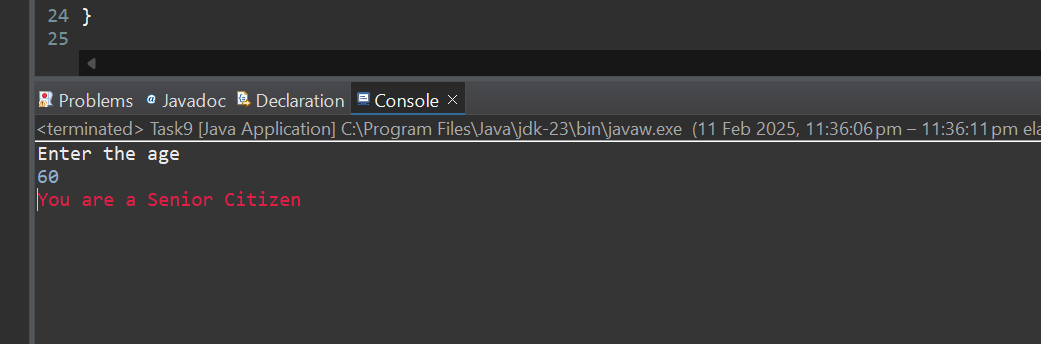 24 }
25
Problems @ Javadoc Declaration Console ×
<terminated> Task9 [Java Application] C:\Program Files\Java\jdk-23\bin\javaw.exe (11 Feb 2025, 11:36:06 pm – 11:36:11 pm ela
Enter the age
60
You are a Senior Citizen